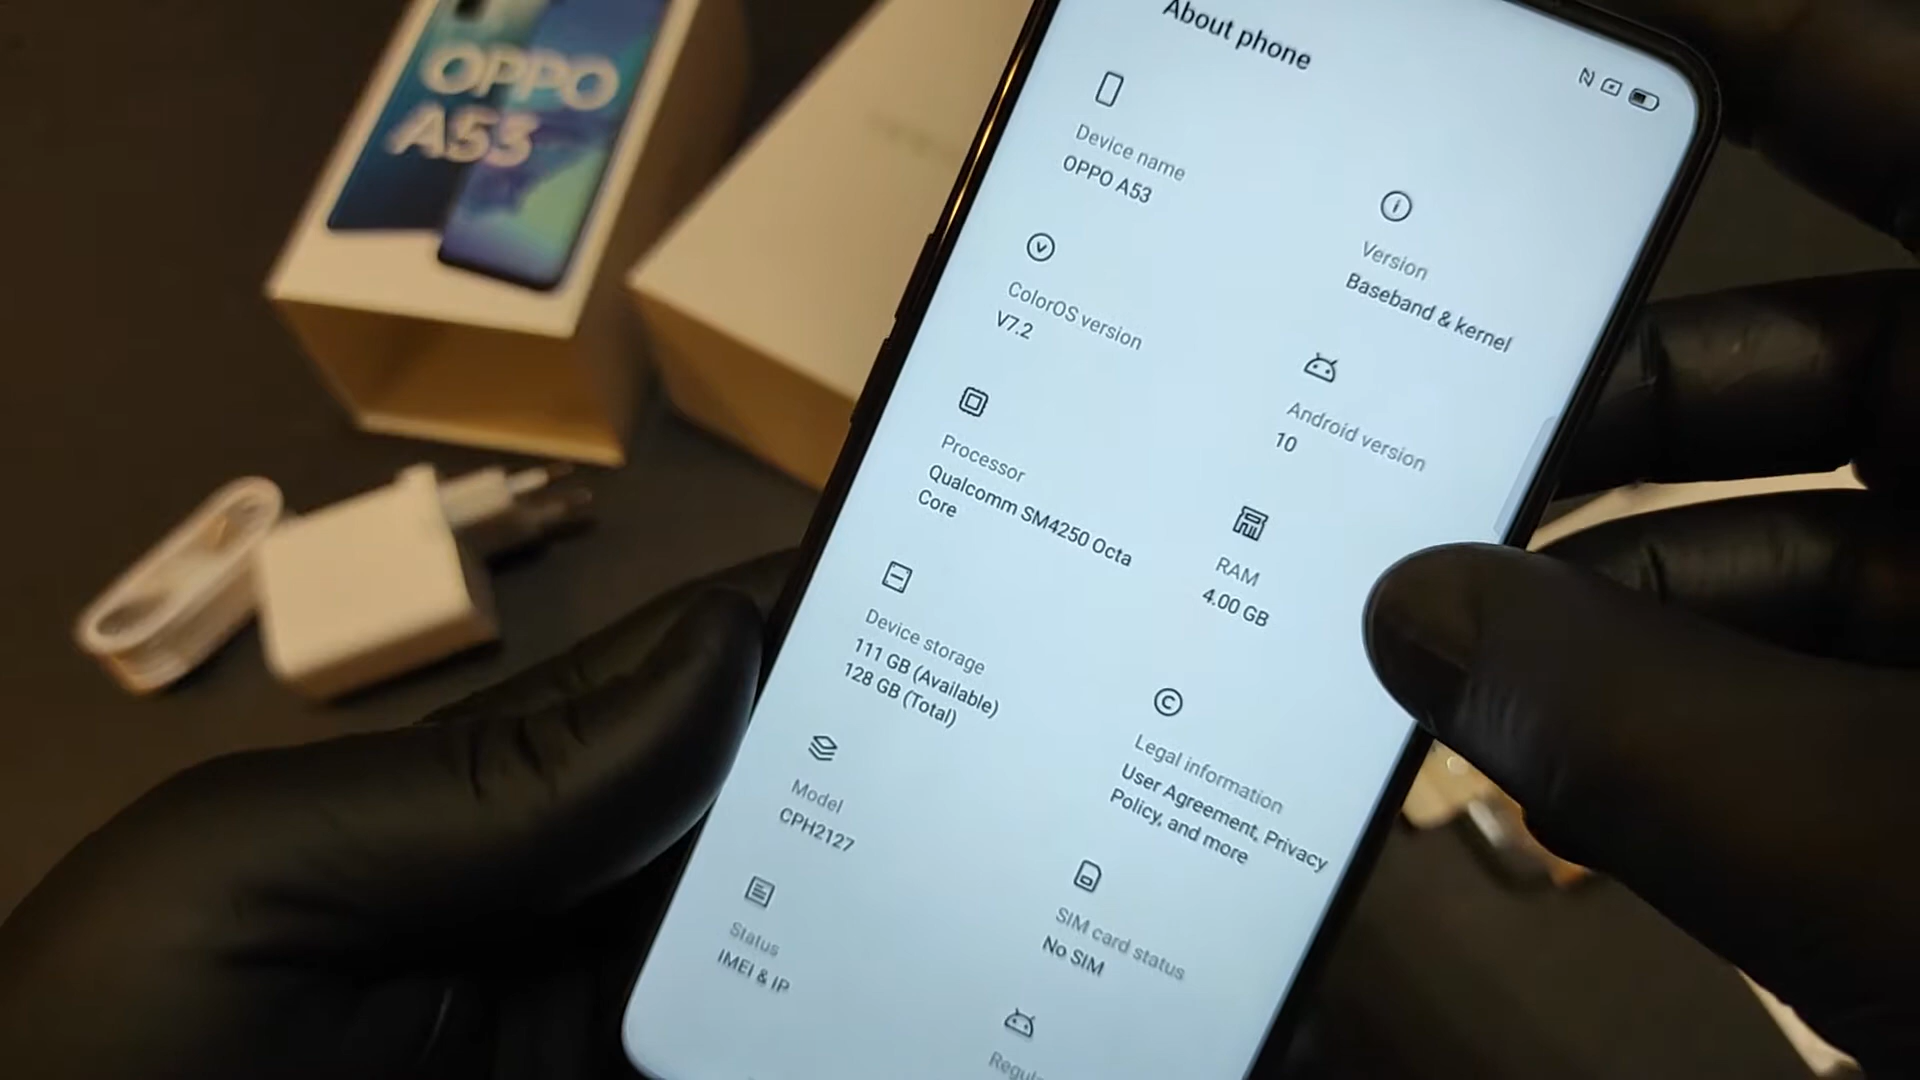 OPPO
A53
About phone
Device name
OPPO A53
Version
Baseband & kernel
ColorOS version
V7.2
Android version
10
Processor
Qualcomm SM4250 Octa
Core
RAM
4.00 GB
Device storage
111 GB (Available)
128 GB (Total)
Legal information
User Agreement, Privacy
Policy, and more
Model
CPH2127
SIM card status
No SIM
Status
IMEI & IP